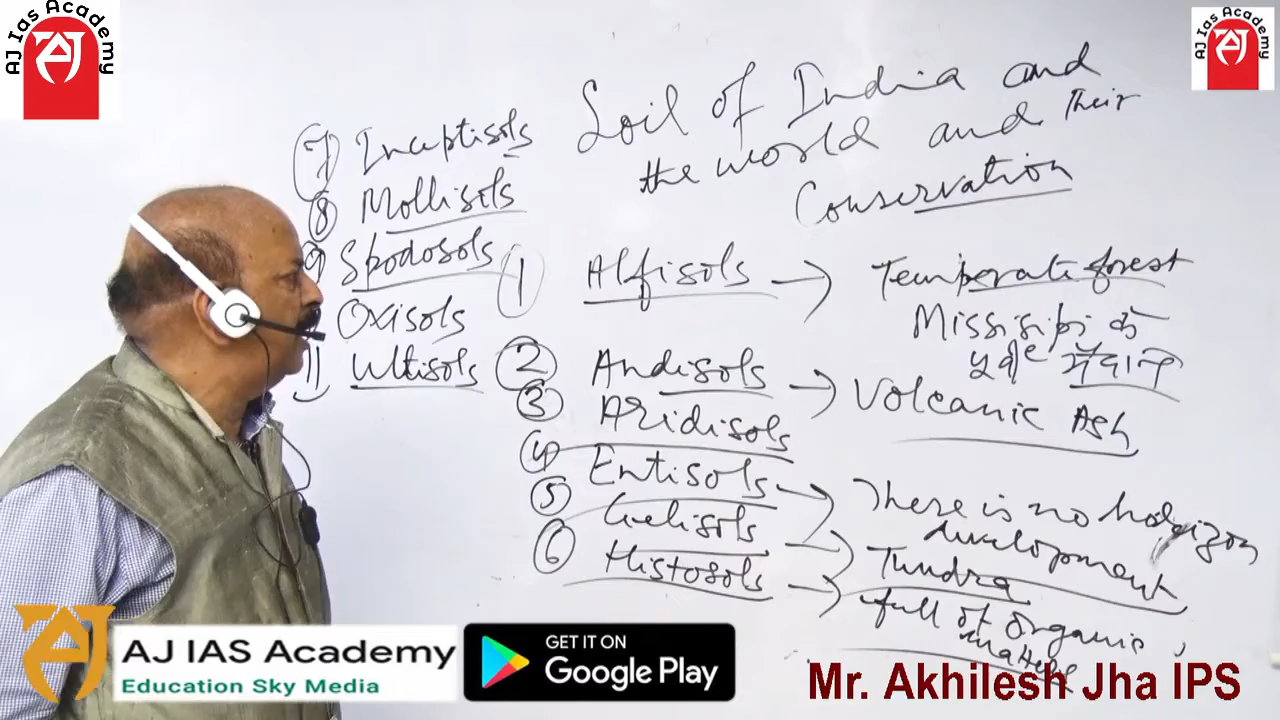 AJ Ias Academy
AJ Ias Academy
Soil of India and
the world and their
Conservation
7 Inceptisols
8 Mollisols
9 Spodosols
Oxisols
11 Ultisols
1 Alfisols → Temperate forest
Missisipi के
पूर्व में
2 Andisols → Volcanic Ash
3 Aridisols
4 Entisols → There is no horizon
development
5 Gelisols → Tundra
6 Histosols → full of organic
matters
AJ IAS Academy
Education Sky Media
GET IT ON
Google Play
Mr. Akhilesh Jha IPS